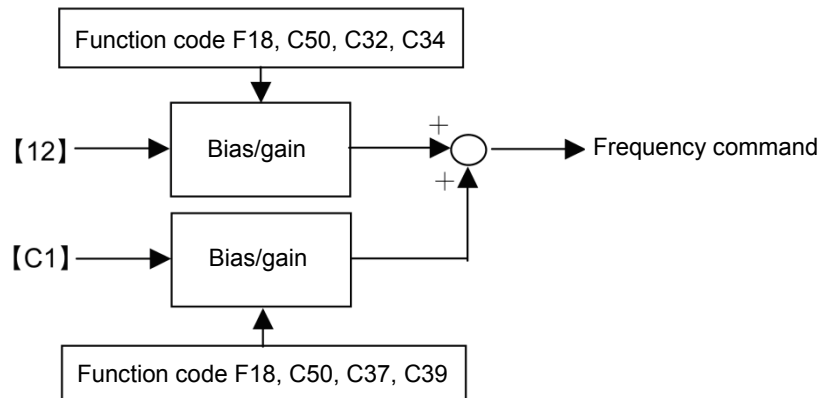 Function code F18, C50, C32, C34
【12】
Bias/gain
+
+
Frequency command
【C1】
Bias/gain
Function code F18, C50, C37, C39